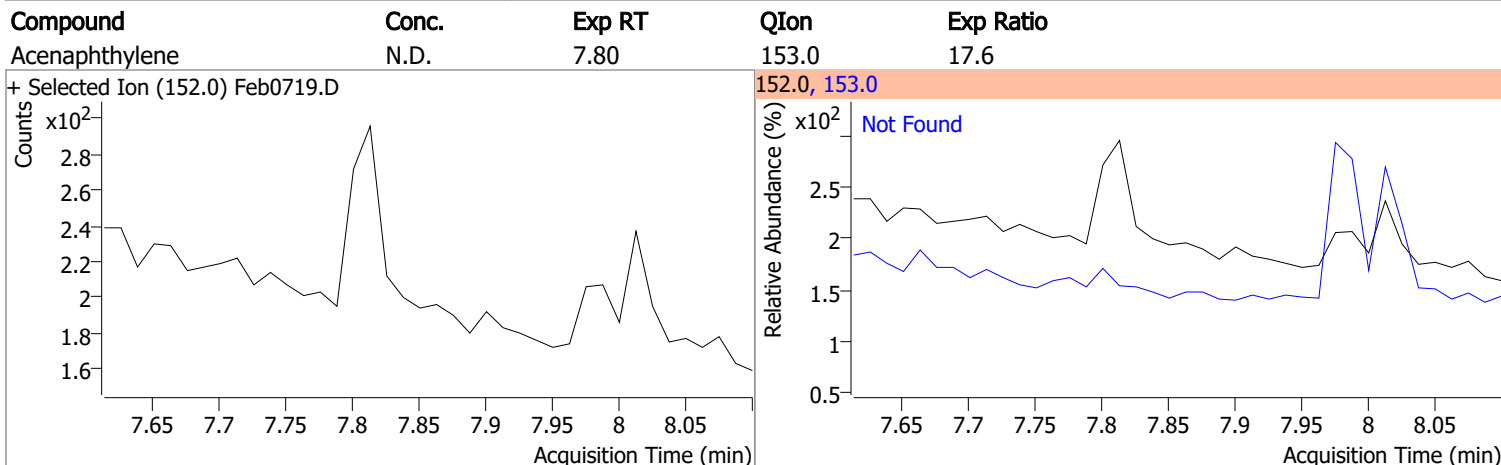 Compound Conc. Exp RT QIon Exp Ratio
Acenaphthylene N.D. 7.80 153.0 17.6
+ Selected Ion (152.0) Feb0719.D
Counts
x10²
2.8
2.6
2.4
2.2
2
1.8
1.6
7.65 7.7 7.75 7.8 7.85 7.9 7.95 8 8.05
Acquisition Time (min)
152.0, 153.0
Relative Abundance (%)
x10²
Not Found
2.5
2
1.5
1
0.5
7.65 7.7 7.75 7.8 7.85 7.9 7.95 8 8.05
Acquisition Time (min)